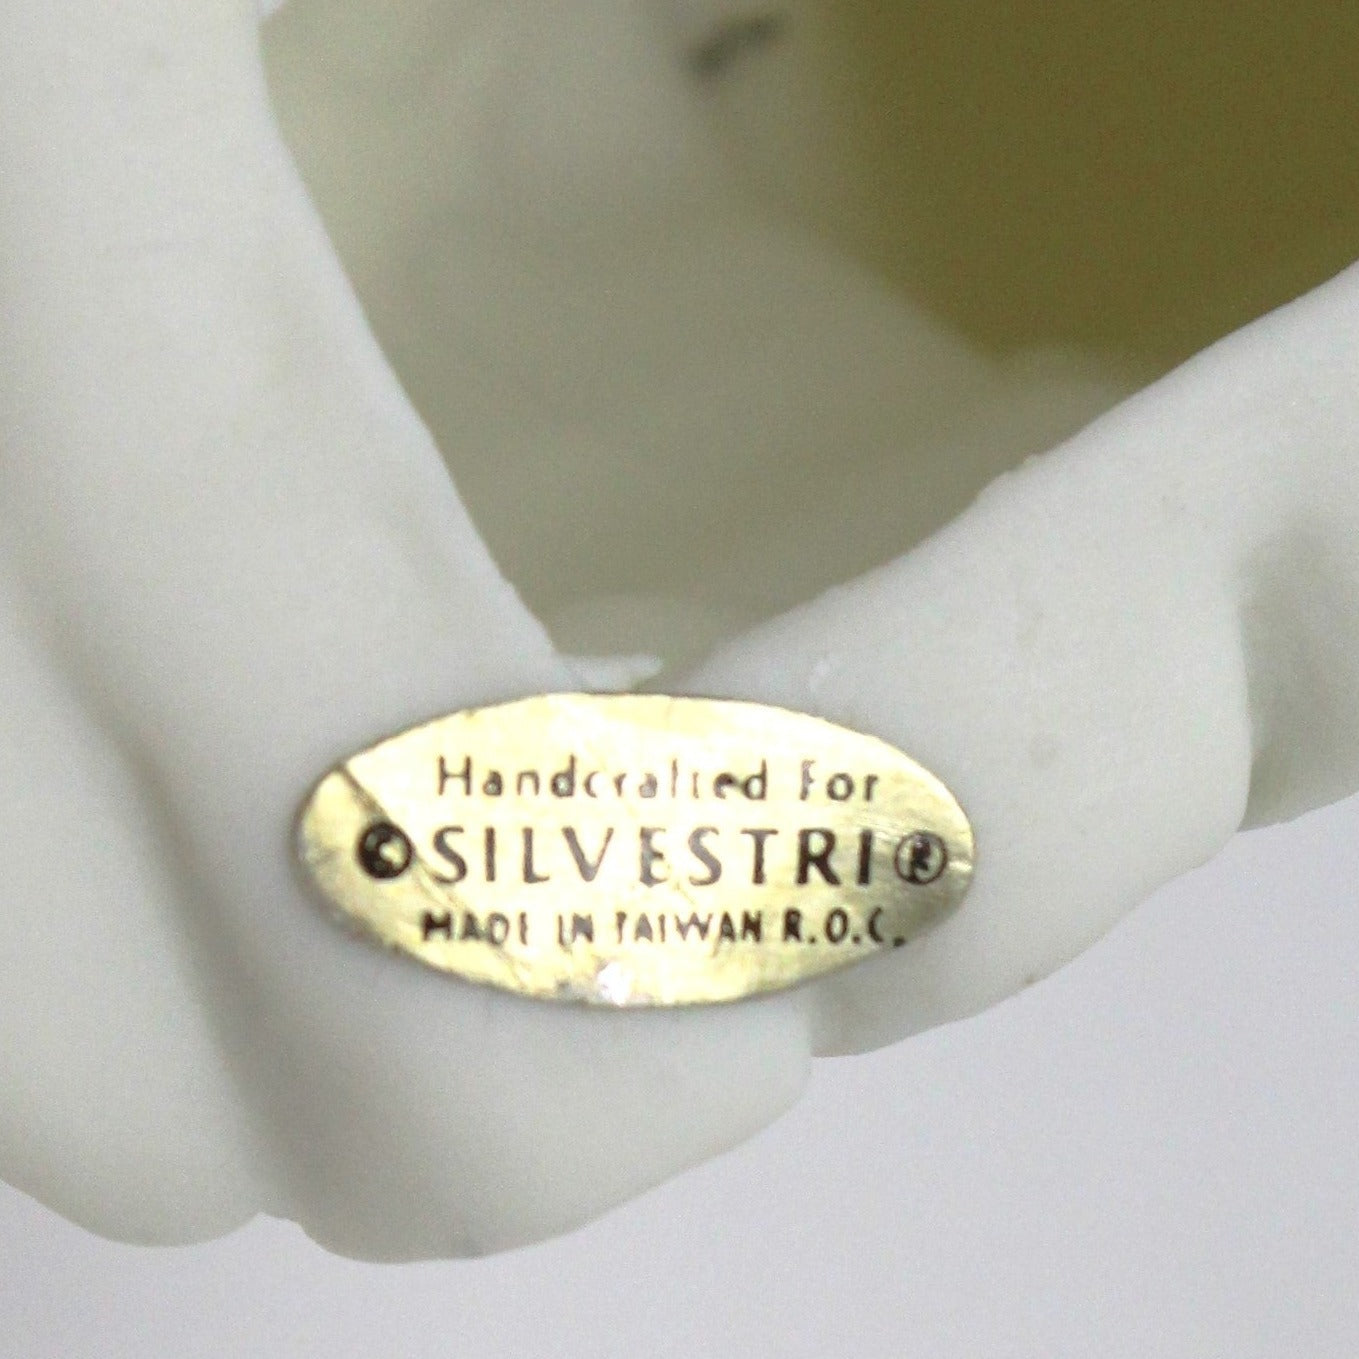 Handcrafted For
© SILVESTRI ®
MADE IN TAIWAN R.O.C.